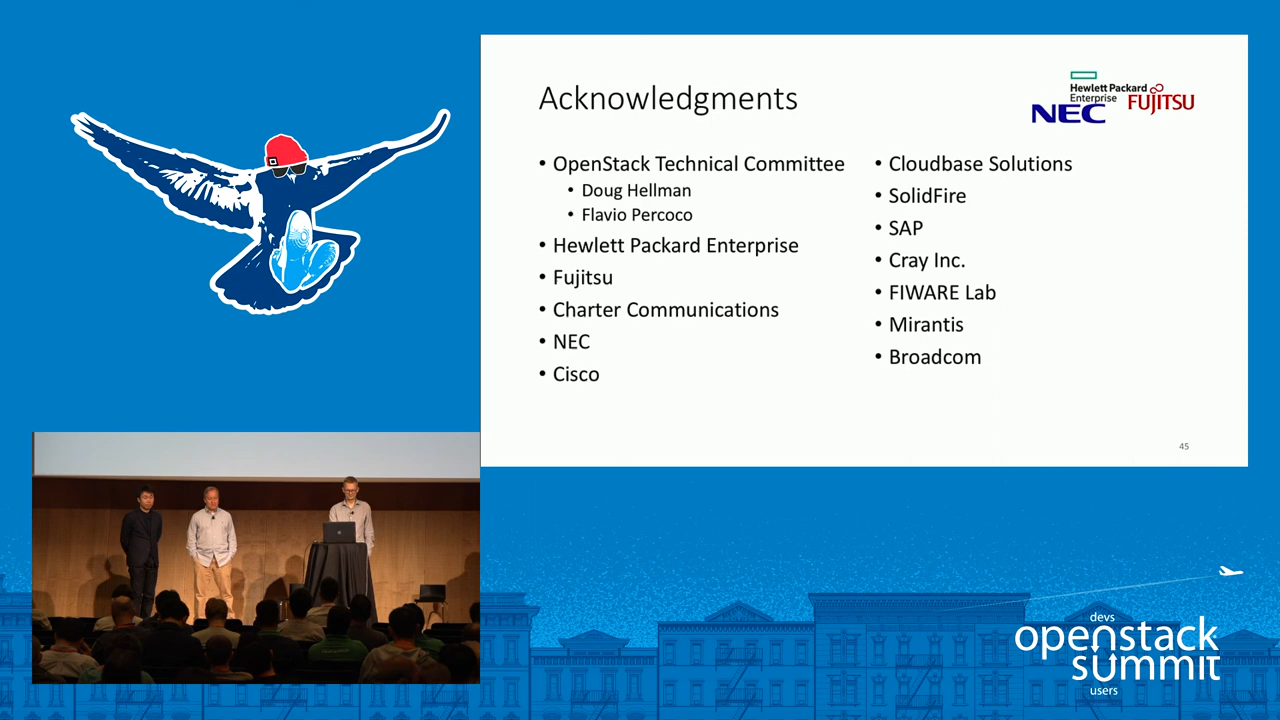 Acknowledgments
Hewlett Packard
Enterprise
NEC
FUJITSU
• OpenStack Technical Committee
• Doug Hellman
• Flavio Percoco
• Hewlett Packard Enterprise
• Fujitsu
• Charter Communications
• NEC
• Cisco
• Cloudbase Solutions
• SolidFire
• SAP
• Cray Inc.
• FIWARE Lab
• Mirantis
• Broadcom
45
devs
openstack
summit
users